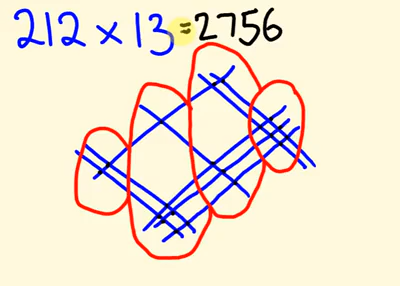 212 × 13 = 2756